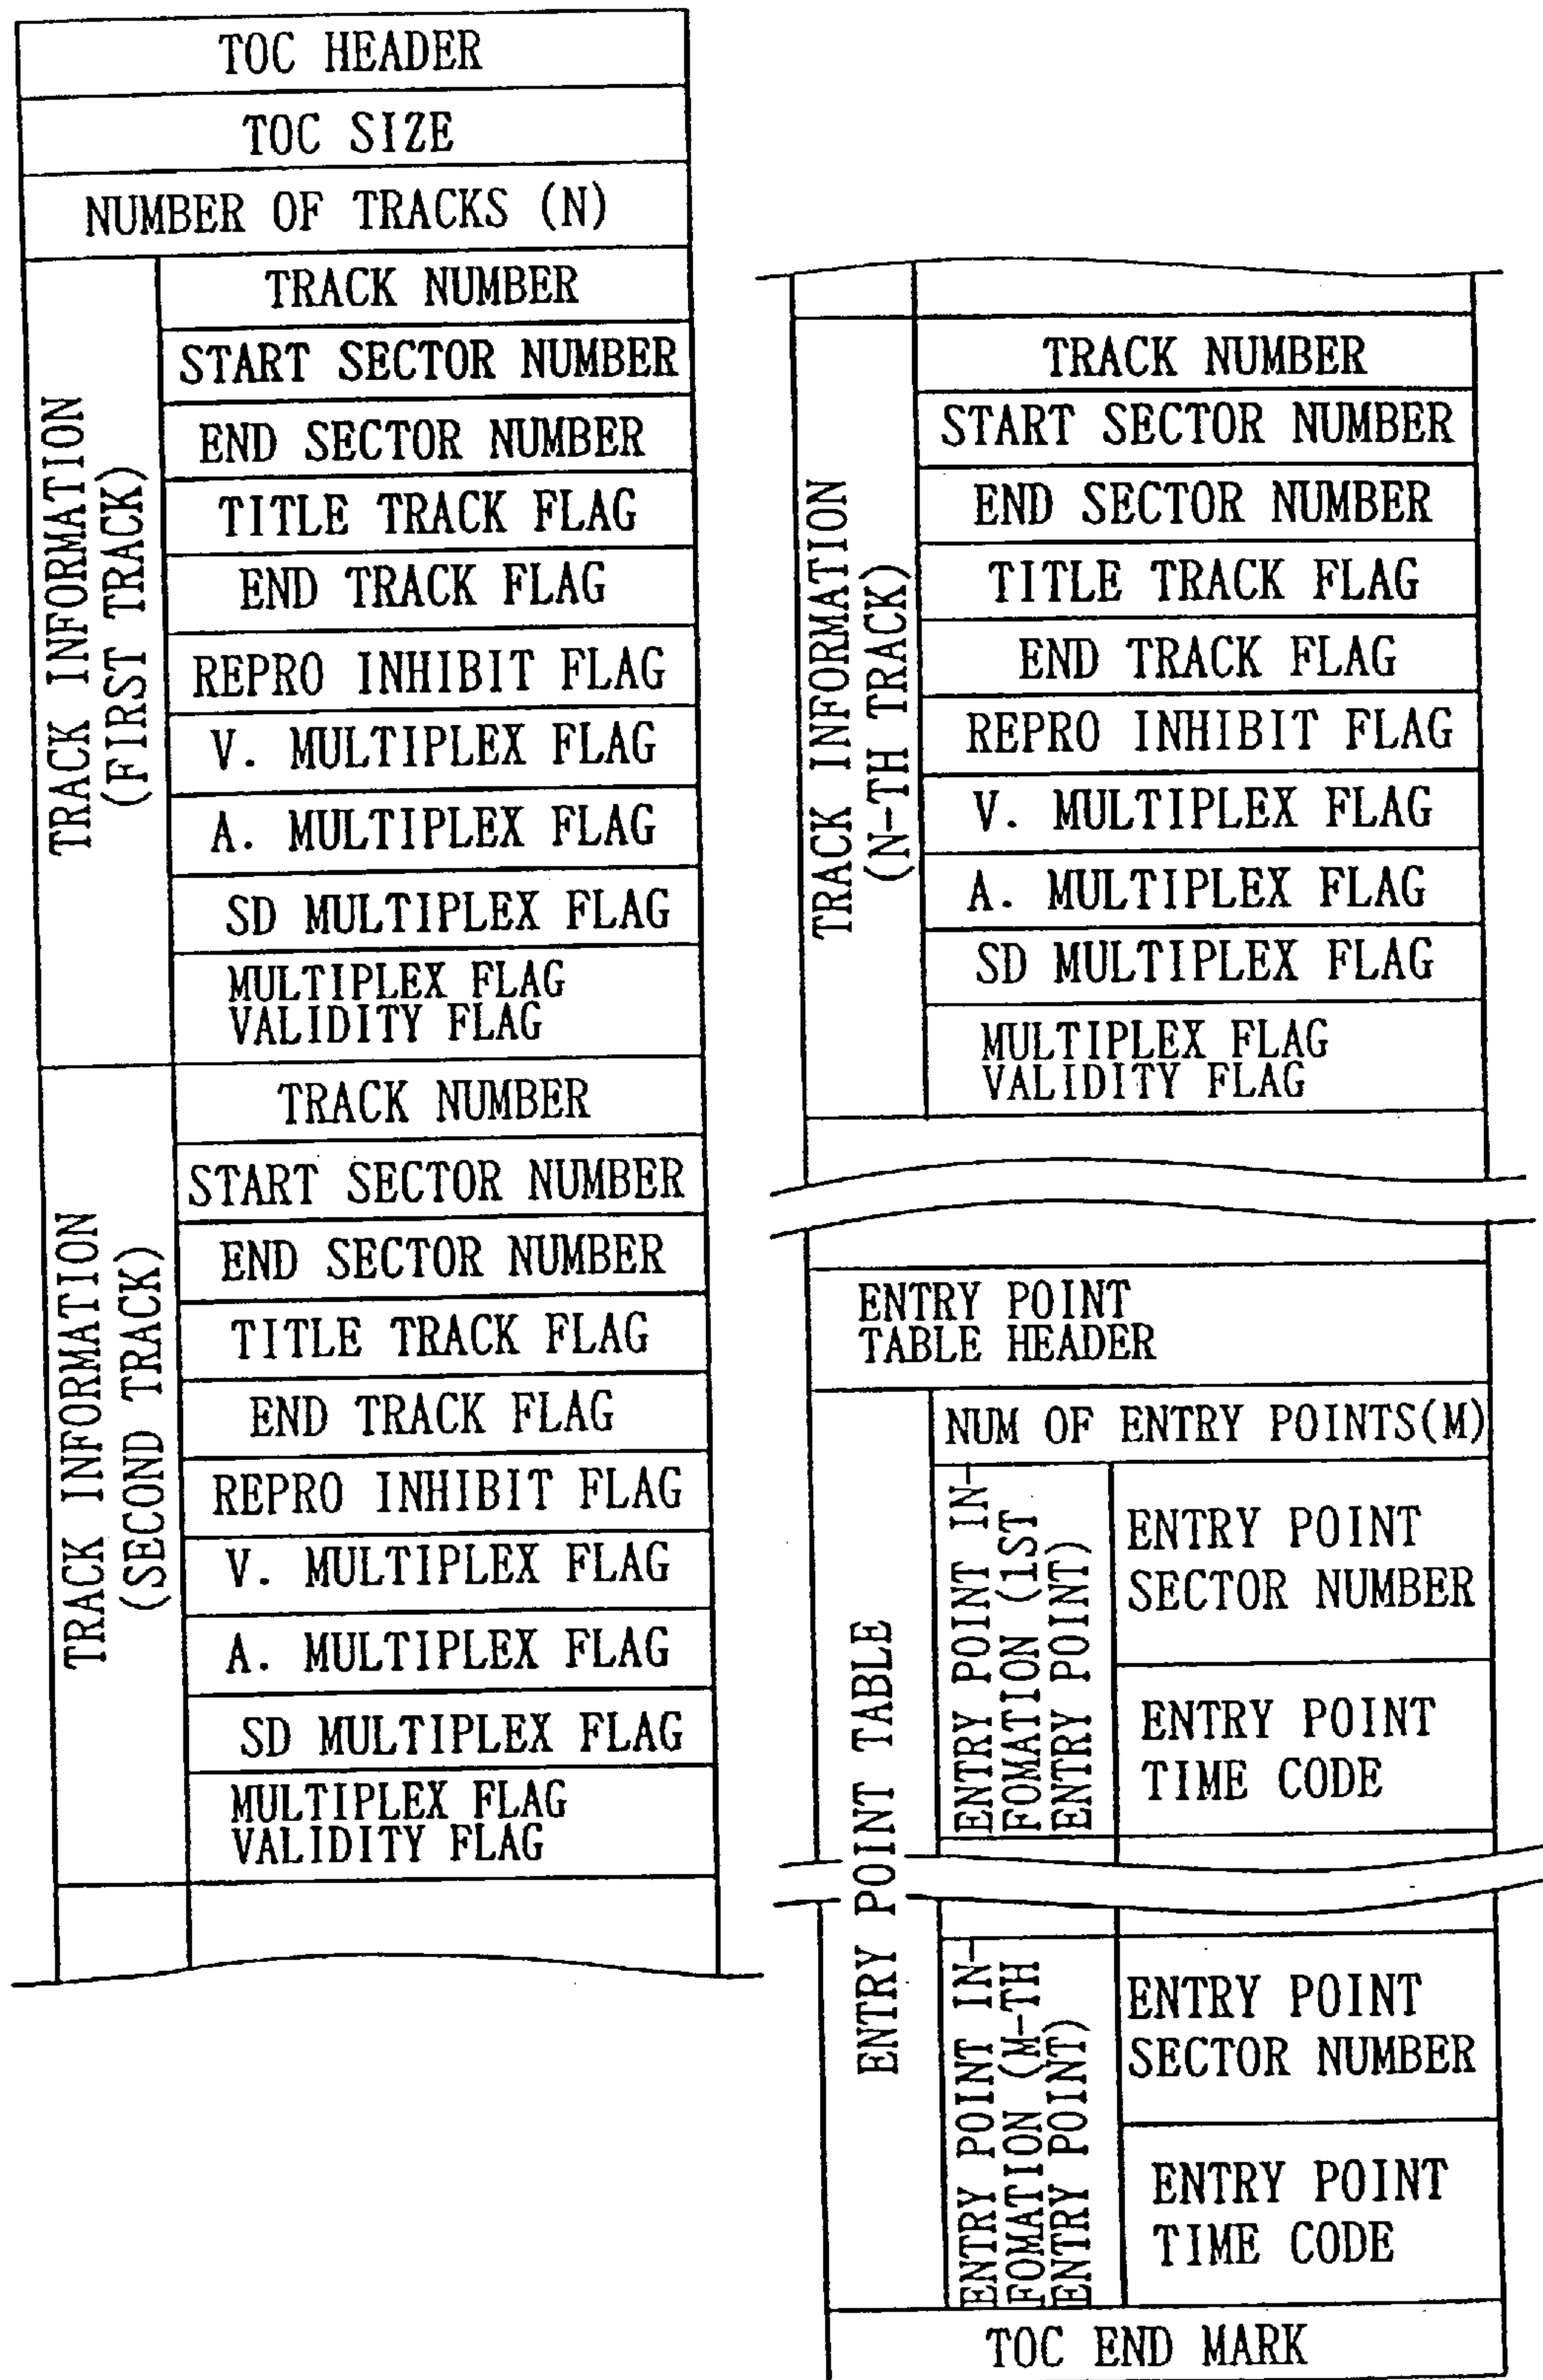 TOC HEADER
TOC SIZE
NUMBER OF TRACKS (N)
TRACK INFORMATION
(FIRST TRACK)
TRACK NUMBER
START SECTOR NUMBER
END SECTOR NUMBER
TITLE TRACK FLAG
END TRACK FLAG
REPRO INHIBIT FLAG
V. MULTIPLEX FLAG
A. MULTIPLEX FLAG
SD MULTIPLEX FLAG
MULTIPLEX FLAG
VALIDITY FLAG
TRACK INFORMATION
(SECOND TRACK)
TRACK NUMBER
START SECTOR NUMBER
END SECTOR NUMBER
TITLE TRACK FLAG
END TRACK FLAG
REPRO INHIBIT FLAG
V. MULTIPLEX FLAG
A. MULTIPLEX FLAG
SD MULTIPLEX FLAG
MULTIPLEX FLAG
VALIDITY FLAG
TRACK INFORMATION
(N-TH TRACK)
TRACK NUMBER
START SECTOR NUMBER
END SECTOR NUMBER
TITLE TRACK FLAG
END TRACK FLAG
REPRO INHIBIT FLAG
V. MULTIPLEX FLAG
A. MULTIPLEX FLAG
SD MULTIPLEX FLAG
MULTIPLEX FLAG
VALIDITY FLAG
ENTRY POINT
TABLE HEADER
ENTRY POINT TABLE
NUM OF ENTRY POINTS(M)
ENTRY POINT IN-
FOMATION (1ST
ENTRY POINT)
ENTRY POINT
SECTOR NUMBER
ENTRY POINT
TIME CODE
ENTRY POINT IN-
FOMATION (M-TH
ENTRY POINT)
ENTRY POINT
SECTOR NUMBER
ENTRY POINT
TIME CODE
TOC END MARK